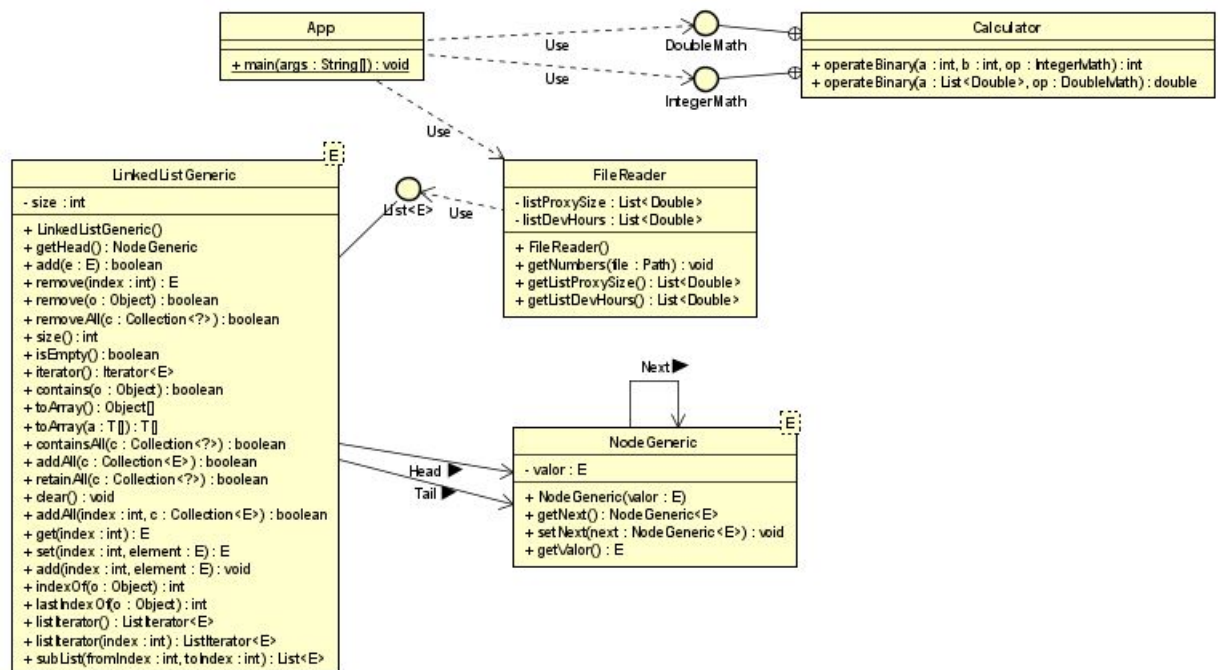 App
+ main(args : String[]) : void
Use
Use
DoubleMath
IntegerMath
Calculator
+ operateBinary(a : int, b : int, op : IntegerMath) : int
+ operateBinary(a : List<Double>, op : DoubleMath) : double
Use
E
LinkedListGeneric
- size : int
+ LinkedListGeneric()
+ getHead() : NodeGeneric
+ add(e : E) : boolean
+ remove(index : int) : E
+ remove(o : Object) : boolean
+ removeAll(c : Collection<?>) : boolean
+ size() : int
+ isEmpty() : boolean
+ iterator() : Iterator<E>
+ contains(o : Object) : boolean
+ toArray() : Object[]
+ toArray(a : T[]) : T[]
+ containsAll(c : Collection<?>) : boolean
+ addAll(c : Collection<E>) : boolean
+ retainAll(c : Collection<?>) : boolean
+ clear() : void
+ addAll(index : int, c : Collection<E>) : boolean
+ get(index : int) : E
+ set(index : int, element : E) : E
+ add(index : int, element : E) : void
+ indexOf(o : Object) : int
+ lastIndexOf(o : Object) : int
+ listIterator() : ListIterator<E>
+ listIterator(index : int) : ListIterator<E>
+ subList(fromIndex : int, toIndex : int) : List<E>
List<E>
Use
FileReader
- listProxySize : List<Double>
- listDevHours : List<Double>
+ FileReader()
+ getNumbers(file : Path) : void
+ getListProxySize() : List<Double>
+ getListDevHours() : List<Double>
Next
Head
Tail
E
NodeGeneric
- valor : E
+ NodeGeneric(valor : E)
+ getNext() : NodeGeneric<E>
+ setNext(next : NodeGeneric<E>) : void
+ getValor() : E